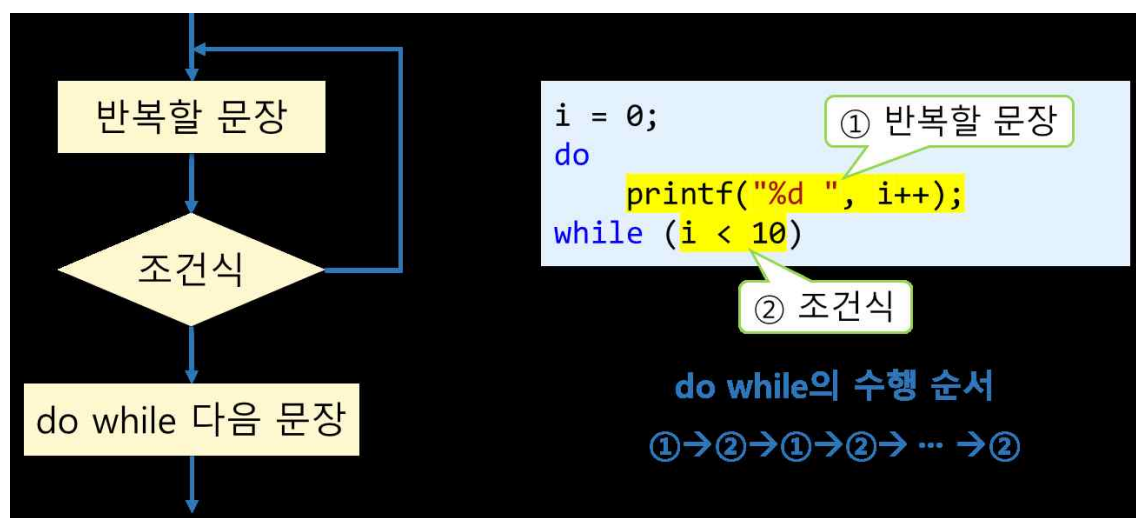 반복할 문장
조건식
do while 다음 문장
i = 0;
① 반복할 문장
do
printf("%d ", i++);
while (i < 10)
② 조건식
do while의 수행 순서
①→②→①→②→ ··· →②